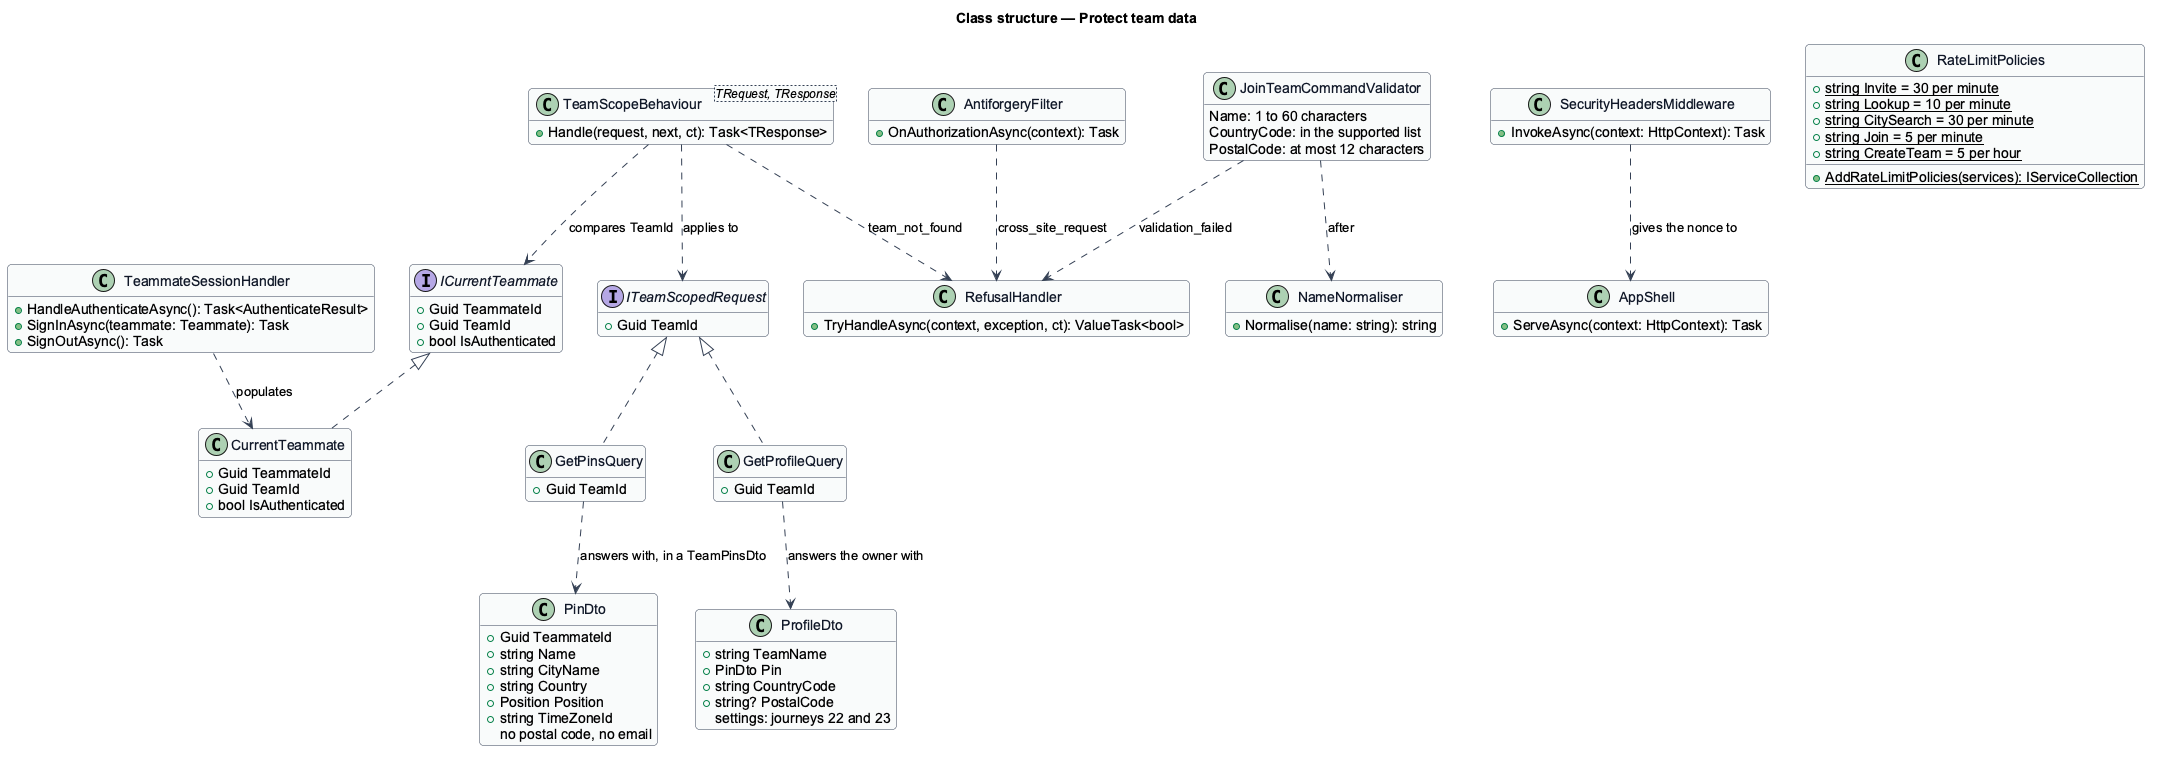 Class structure — Protect team data
TeamScopeBehaviour
TRequest, TResponse
Handle(request, next, ct): Task<TResponse>
AntiforgeryFilter
OnAuthorizationAsync(context): Task
JoinTeamCommandValidator
Name: 1 to 60 characters
CountryCode: in the supported list
PostalCode: at most 12 characters
SecurityHeadersMiddleware
InvokeAsync(context: HttpContext): Task
RateLimitPolicies
string Invite = 30 per minute
string Lookup = 10 per minute
string CitySearch = 30 per minute
string Join = 5 per minute
string CreateTeam = 5 per hour
AddRateLimitPolicies(services): IServiceCollection
compares TeamId
applies to
team_not_found
cross_site_request
validation_failed
after
gives the nonce to
TeammateSessionHandler
HandleAuthenticateAsync(): Task<AuthenticateResult>
SignInAsync(teammate: Teammate): Task
SignOutAsync(): Task
ICurrentTeammate
Guid TeammateId
Guid TeamId
bool IsAuthenticated
ITeamScopedRequest
Guid TeamId
RefusalHandler
TryHandleAsync(context, exception, ct): ValueTask<bool>
NameNormaliser
Normalise(name: string): string
AppShell
ServeAsync(context: HttpContext): Task
populates
CurrentTeammate
Guid TeammateId
Guid TeamId
bool IsAuthenticated
GetPinsQuery
Guid TeamId
GetProfileQuery
Guid TeamId
answers with, in a TeamPinsDto
answers the owner with
PinDto
Guid TeammateId
string Name
string CityName
string Country
Position Position
string TimeZoneId
no postal code, no email
ProfileDto
string TeamName
PinDto Pin
string CountryCode
string? PostalCode
settings: journeys 22 and 23